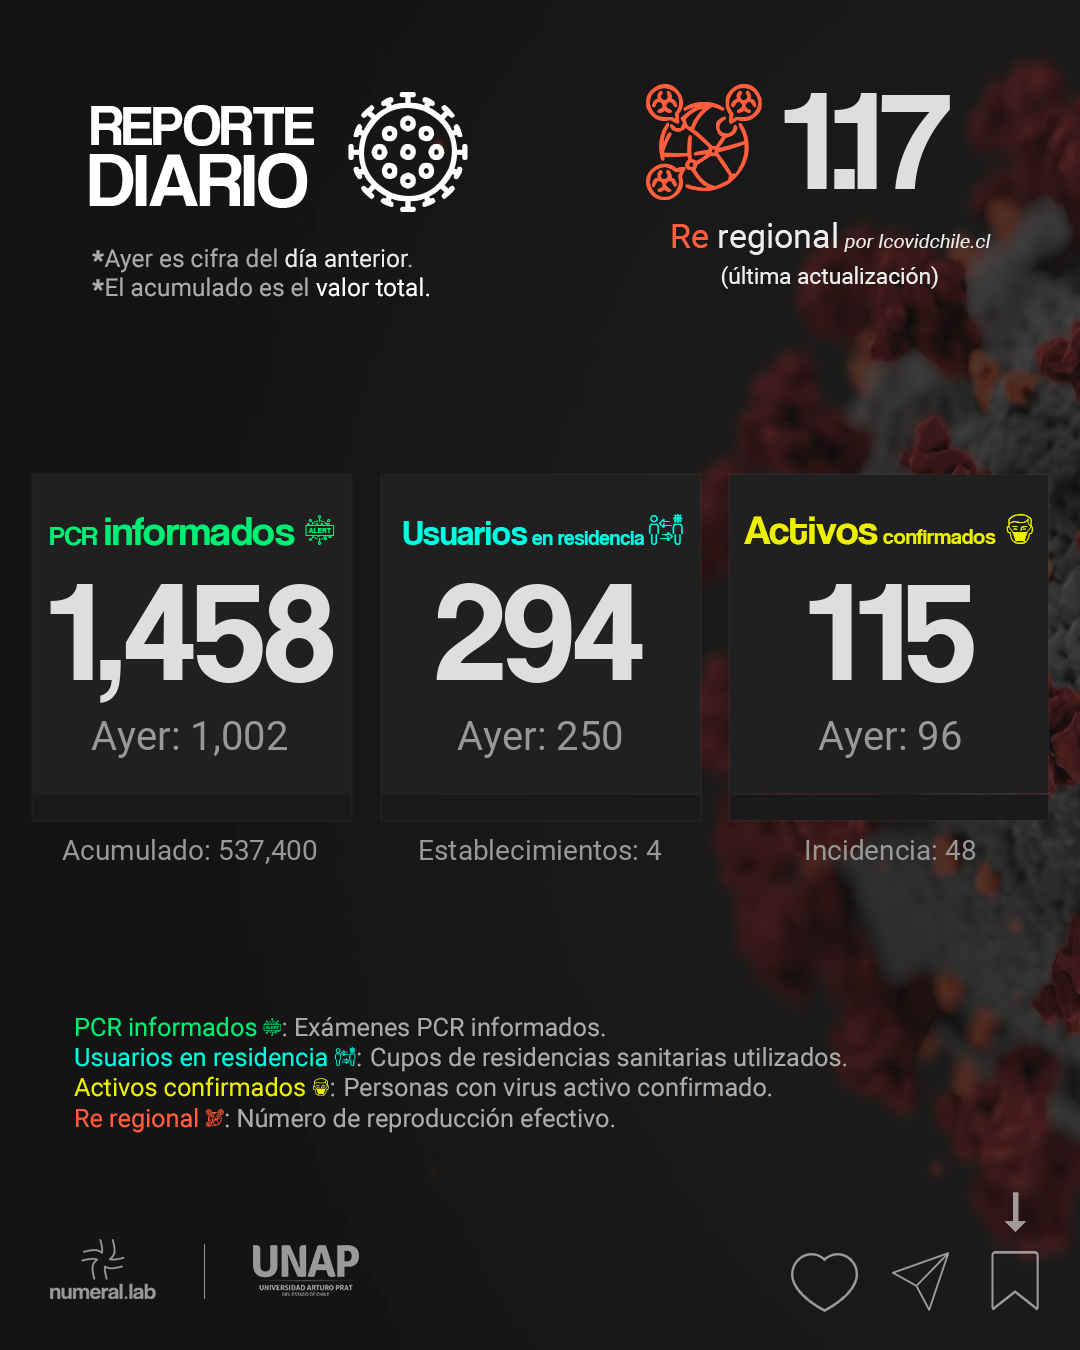 REPORTE
DIARIO
*Ayer es cifra del día anterior.
*El acumulado es el valor total.
1.17
Re regional por Icovidchile.cl
(última actualización)
PCR informados ALERT
1,458
Ayer: 1,002
Acumulado: 537,400
Usuarios en residencia
294
Ayer: 250
Establecimientos: 4
Activos confirmados
115
Ayer: 96
Incidencia: 48
PCR informados ALERT: Exámenes PCR informados.
Usuarios en residencia : Cupos de residencias sanitarias utilizados.
Activos confirmados : Personas con virus activo confirmado.
Re regional : Número de reproducción efectivo.
numeral.lab
UNAP
UNIVERSIDAD ARTURO PRAT
DEL ESTADO DE CHILE